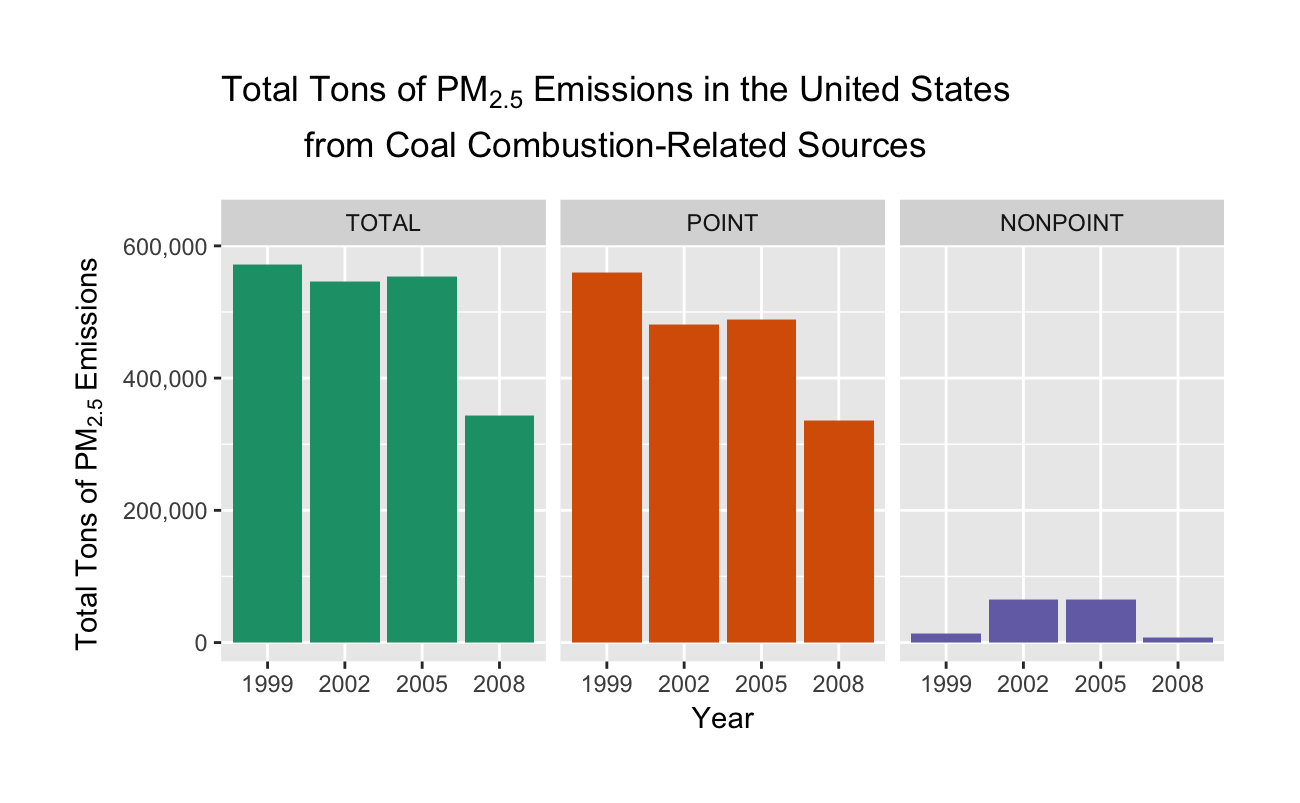 Total Tons of PM2.5 Emissions in the United States
from Coal Combustion-Related Sources
TOTAL
POINT
NONPOINT
Total Tons of PM2.5 Emissions
600,000
400,000
200,000
0
1999 2002 2005 2008
1999 2002 2005 2008
1999 2002 2005 2008
Year